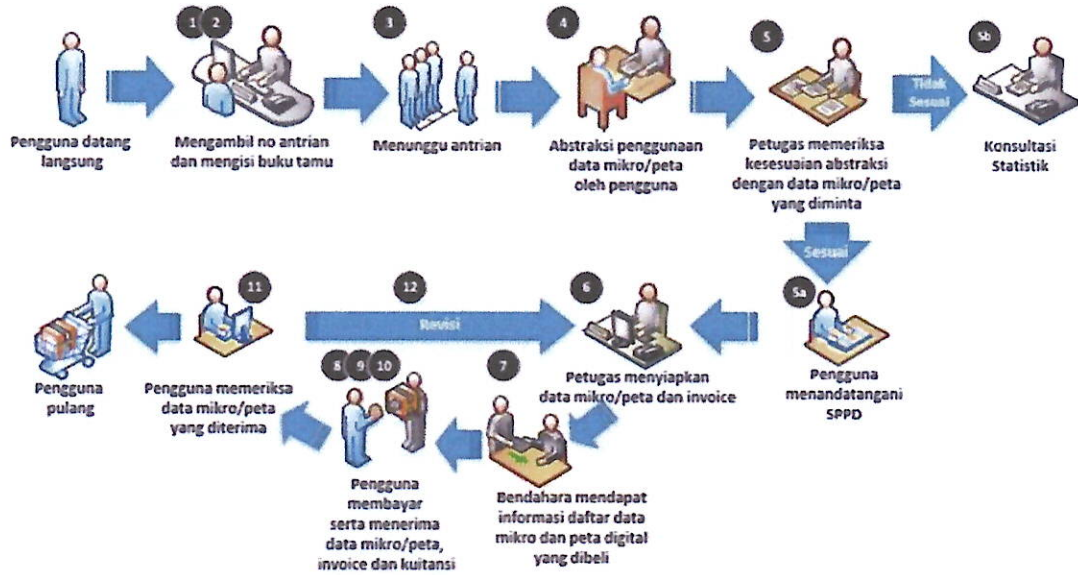 1 2
3
4
5
5b
Pengguna datang
langsung
Mengambil no antrian
dan mengisi buku tamu
Menunggu antrian
Abstraksi penggunaan
data mikro/peta
oleh pengguna
Petugas memeriksa
kesesuaian abstraksi
dengan data mikro/peta
yang diminta
Tidak
Sesuai
Konsultasi
Statistik
Sesuai
5a
Pengguna
menandatangani
SPPD
6
Petugas menyiapkan
data mikro/peta dan invoice
7
Bendahara mendapat
informasi daftar data
mikro dan peta digital
yang dibeli
8 9 10
Pengguna
membayar
serta menerima
data mikro/peta,
invoice dan kuitansi
11
Pengguna memeriksa
data mikro/peta
yang diterima
12
Revisi
Pengguna
pulang